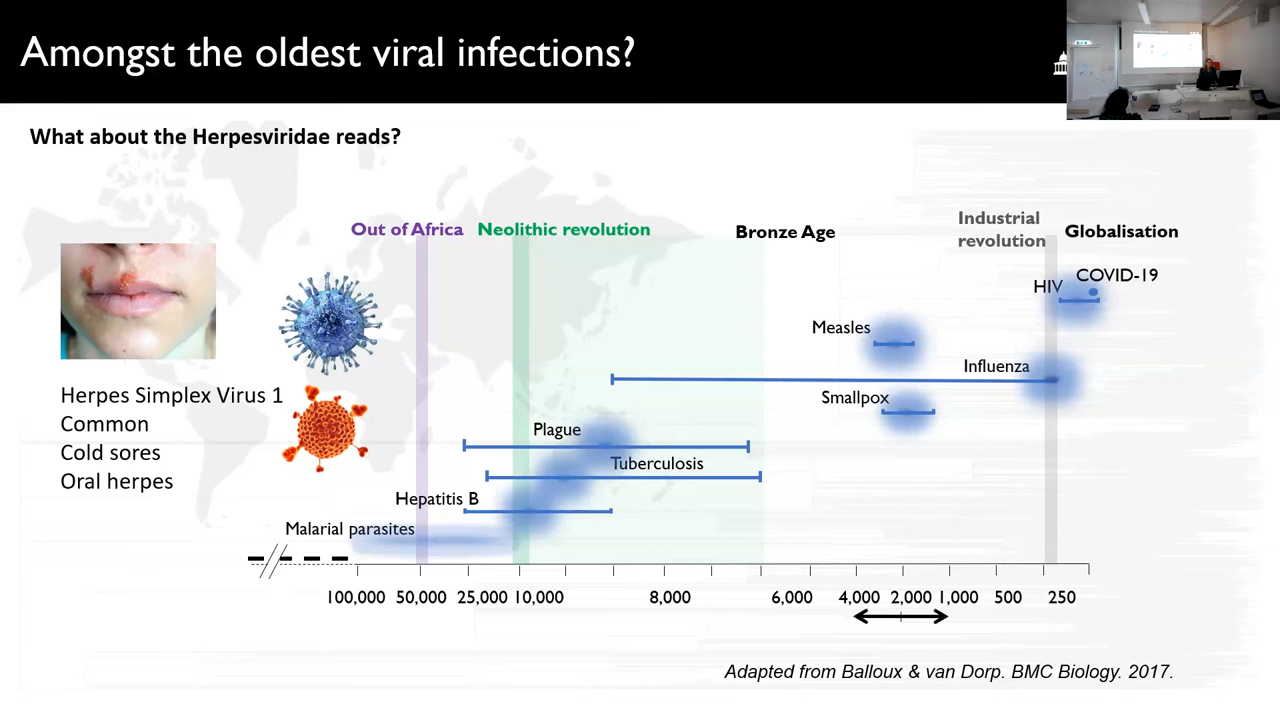 Amongst the oldest viral infections?
What about the Herpesviridae reads?
Out of Africa
Neolithic revolution
Bronze Age
Industrial
revolution
Globalisation
HIV
COVID-19
Measles
Influenza
Smallpox
Plague
Tuberculosis
Hepatitis B
Malarial parasites
Herpes Simplex Virus 1
Common
Cold sores
Oral herpes
100,000 50,000 25,000 10,000 8,000 6,000 4,000 2,000 1,000 500 250
Adapted from Balloux & van Dorp. BMC Biology. 2017.